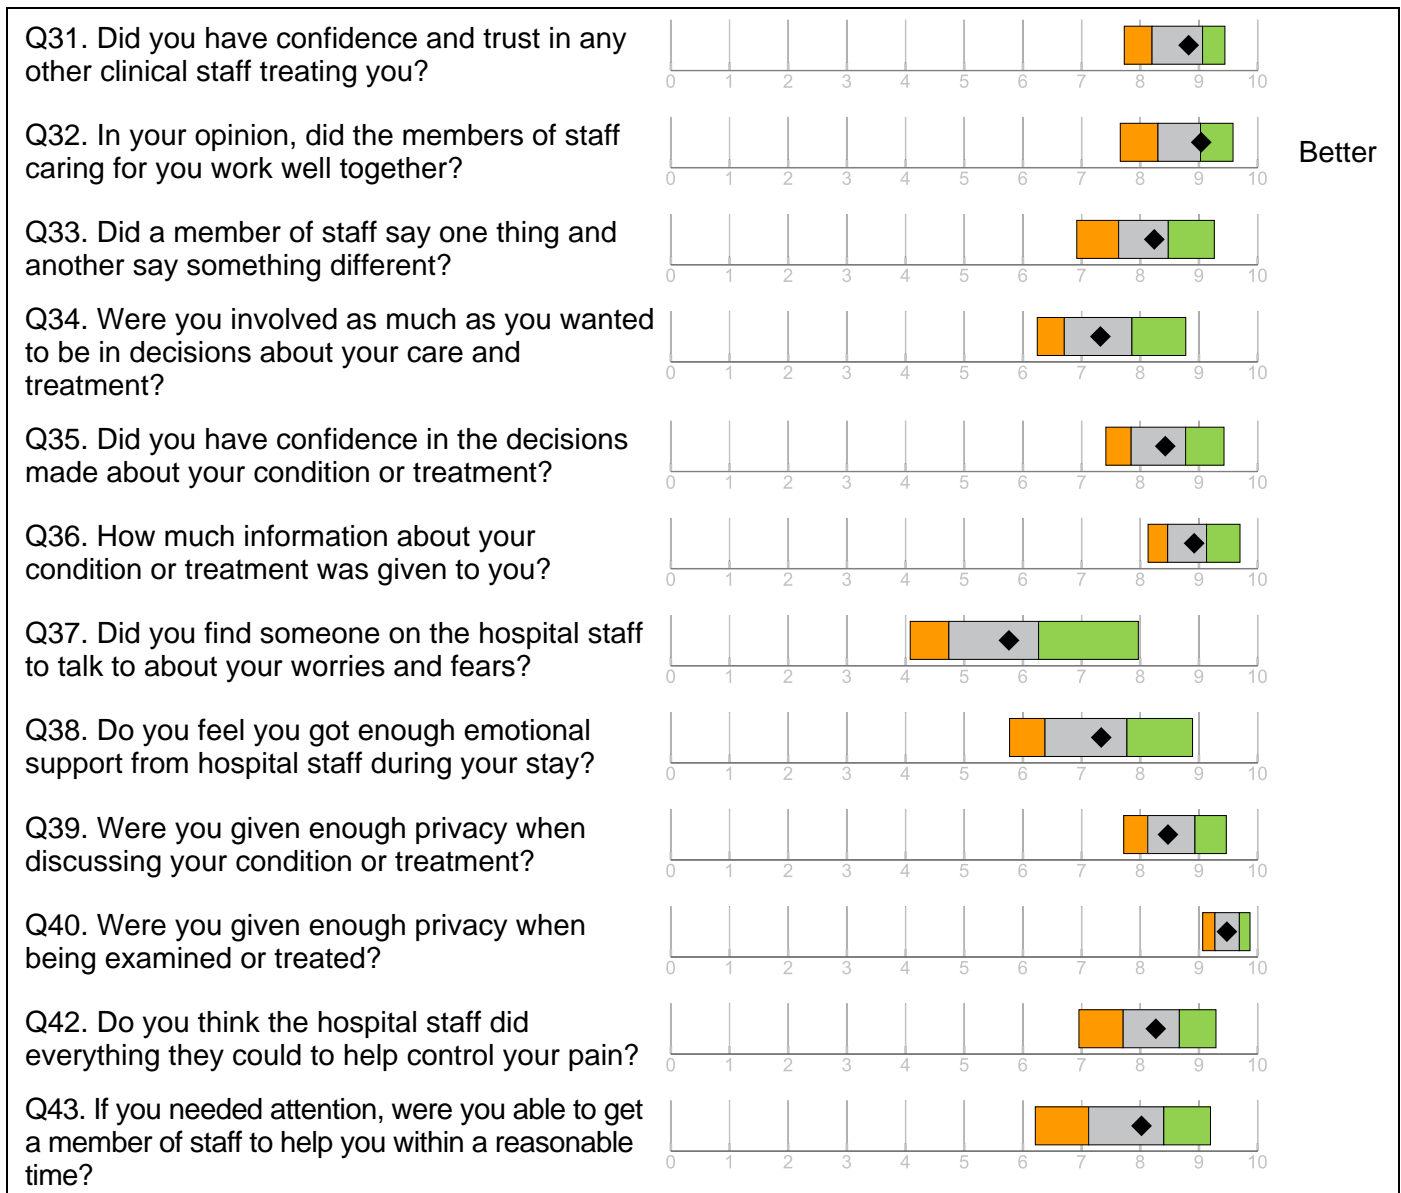 Q31. Did you have confidence and trust in any
other clinical staff treating you?
0 1 2 3 4 5 6 7 8 9 10
Q32. In your opinion, did the members of staff
caring for you work well together?
Better
0 1 2 3 4 5 6 7 8 9 10
Q33. Did a member of staff say one thing and
another say something different?
0 1 2 3 4 5 6 7 8 9 10
Q34. Were you involved as much as you wanted
to be in decisions about your care and
treatment?
0 1 2 3 4 5 6 7 8 9 10
Q35. Did you have confidence in the decisions
made about your condition or treatment?
0 1 2 3 4 5 6 7 8 9 10
Q36. How much information about your
condition or treatment was given to you?
0 1 2 3 4 5 6 7 8 9 10
Q37. Did you find someone on the hospital staff
to talk to about your worries and fears?
0 1 2 3 4 5 6 7 8 9 10
Q38. Do you feel you got enough emotional
support from hospital staff during your stay?
0 1 2 3 4 5 6 7 8 9 10
Q39. Were you given enough privacy when
discussing your condition or treatment?
0 1 2 3 4 5 6 7 8 9 10
Q40. Were you given enough privacy when
being examined or treated?
0 1 2 3 4 5 6 7 8 9 10
Q42. Do you think the hospital staff did
everything they could to help control your pain?
0 1 2 3 4 5 6 7 8 9 10
Q43. If you needed attention, were you able to get
a member of staff to help you within a reasonable
time?
0 1 2 3 4 5 6 7 8 9 10